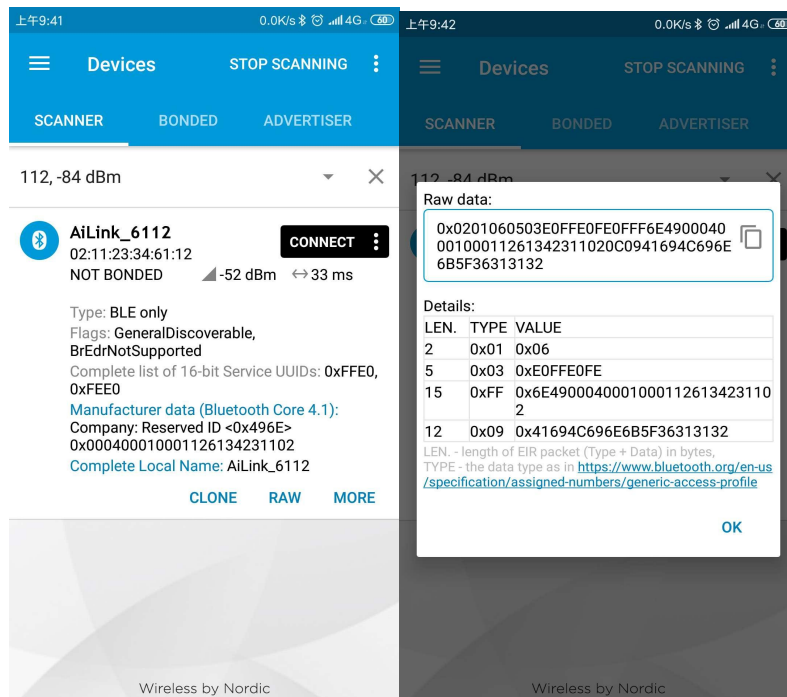 上午9:41
0.0K/s 4G 60
Devices
STOP SCANNING
SCANNER
BONDED
ADVERTISER
112, -84 dBm
AiLink_6112
CONNECT
02:11:23:34:61:12
NOT BONDED
-52 dBm
33 ms
Type: BLE only
Flags: GeneralDiscoverable,
BrEdrNotSupported
Complete list of 16-bit Service UUIDs: 0xFFE0,
0xFEE0
Manufacturer data (Bluetooth Core 4.1):
Company: Reserved ID <0x496E>
0x000400010001126134231102
Complete Local Name: AiLink_6112
CLONE
RAW
MORE
Wireless by Nordic
上午9:42
0.0K/s 4G 60
Devices
STOP SCANNING
SCANNER
BONDED
ADVERTISER
112, -84 dBm
Raw data:
0x0201060503E0FFE0FE0FFF6E4900040
0010001126134231102​0C0941694C696E
6B5F36313132
Details:
LEN. TYPE VALUE
2 0x01 0x06
5 0x03 0xE0FFE0FE
15 0xFF 0x6E490004000100011261342311​0
2
12 0x09 0x41694C696E6B5F36313132
LEN. - length of EIR packet (Type + Data) in bytes,
TYPE - the data type as in https://www.bluetooth.org/en-us
/specification/assigned-numbers/generic-access-profile
OK
Wireless by Nordic